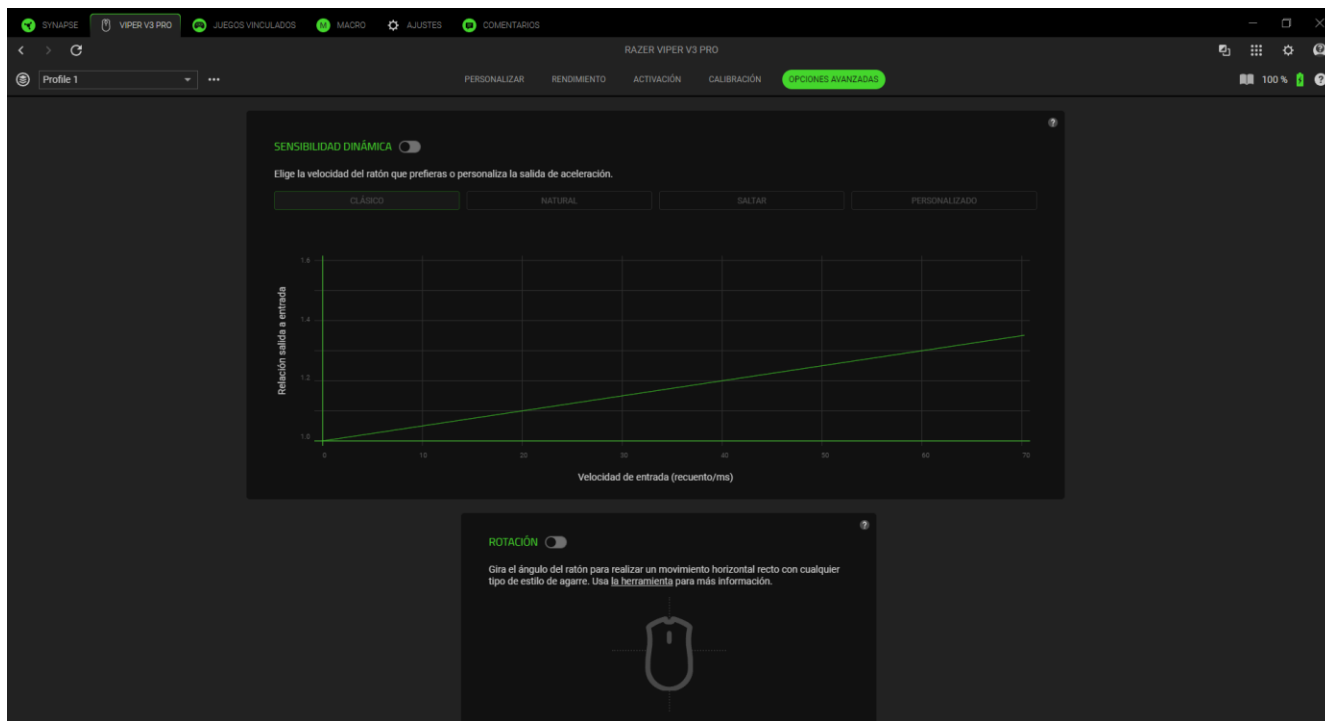 SYNAPSE VIPER V3 PRO JUEGOS VINCULADOS MACRO AJUSTES COMENTARIOS
RAZER VIPER V3 PRO
Profile 1 PERSONALIZAR RENDIMIENTO ACTIVACIÓN CALIBRACIÓN OPCIONES AVANZADAS 100 %
SENSIBILIDAD DINÁMICA
Elige la velocidad del ratón que prefieras o personaliza la salida de aceleración.
CLÁSICO NATURAL SALTAR PERSONALIZADO
Relación salida a entrada
1.6
1.4
1.2
1.0
0 10 20 30 40 50 60 70
Velocidad de entrada (recuento/ms)
ROTACIÓN
Gira el ángulo del ratón para realizar un movimiento horizontal recto con cualquier
tipo de estilo de agarre. Usa la herramienta para más información.